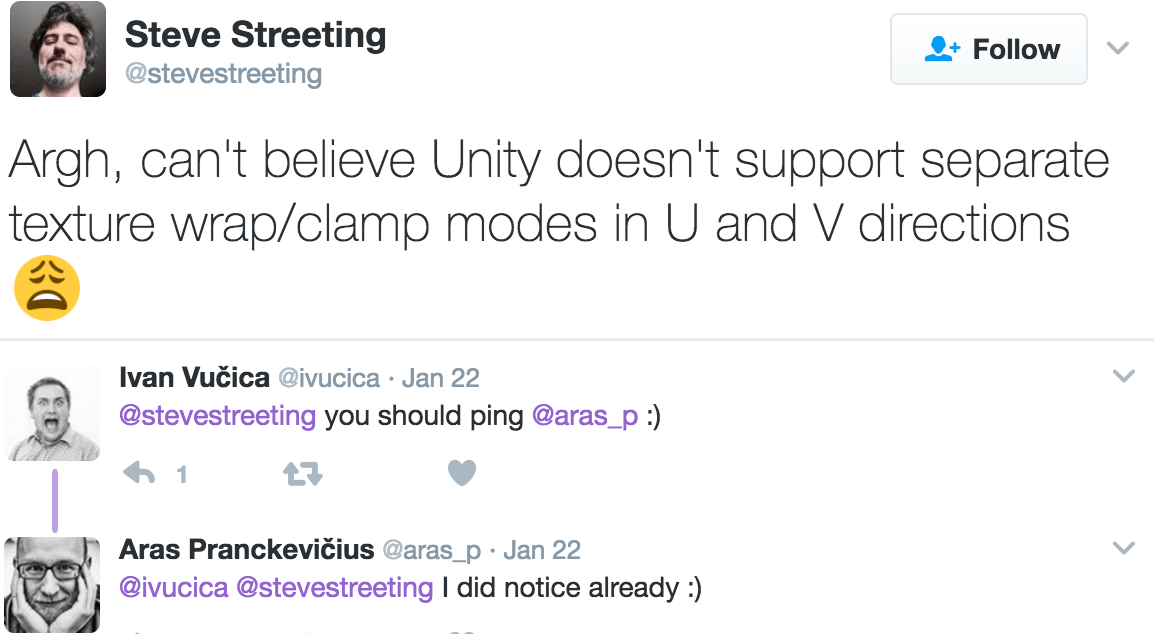 Steve Streeting
@stevestreeting
Follow
Argh, can't believe Unity doesn't support separate
texture wrap/clamp modes in U and V directions
😩
Ivan Vučica @ivucica · Jan 22
@stevestreeting you should ping @aras_p :)
1
Aras Pranckevičius @aras_p · Jan 22
@ivucica @stevestreeting I did notice already :)